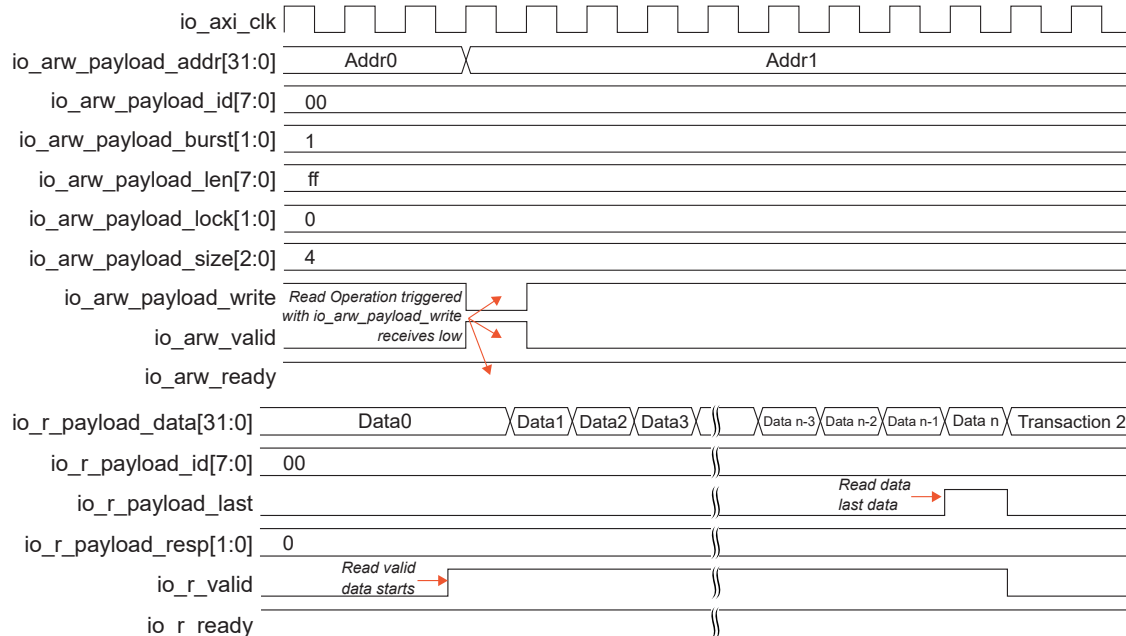 io_axi_clk
io_arw_payload_addr[31:0] Addr0 Addr1
io_arw_payload_id[7:0] 00
io_arw_payload_burst[1:0] 1
io_arw_payload_len[7:0] ff
io_arw_payload_lock[1:0] 0
io_arw_payload_size[2:0] 4
io_arw_payload_write
Read Operation triggered
with io_arw_payload_write
receives low
io_arw_valid
io_arw_ready
io_r_payload_data[31:0] Data0 Data1 Data2 Data3 Data n-3 Data n-2 Data n-1 Data n Transaction 2
io_r_payload_id[7:0] 00
io_r_payload_last
Read data
last data
io_r_payload_resp[1:0] 0
io_r_valid
Read valid
data starts
io_r_ready